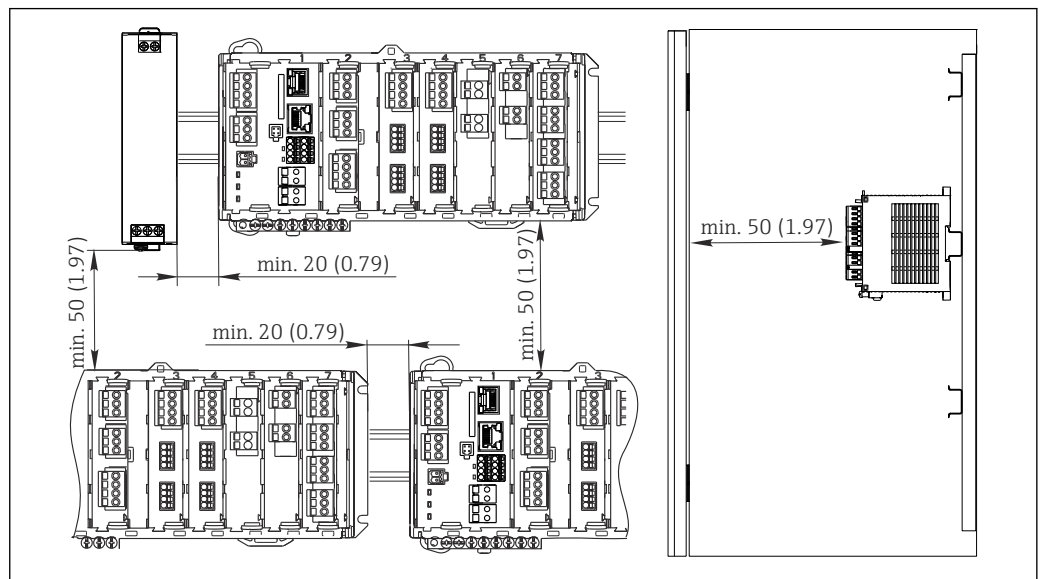 1 2 3 4 5 6 7
min. 50 (1.97)
min. 20 (0.79)
min. 50 (1.97)
min. 50 (1.97)
min. 20 (0.79)
2 3 4 5 6 7
1 2 3